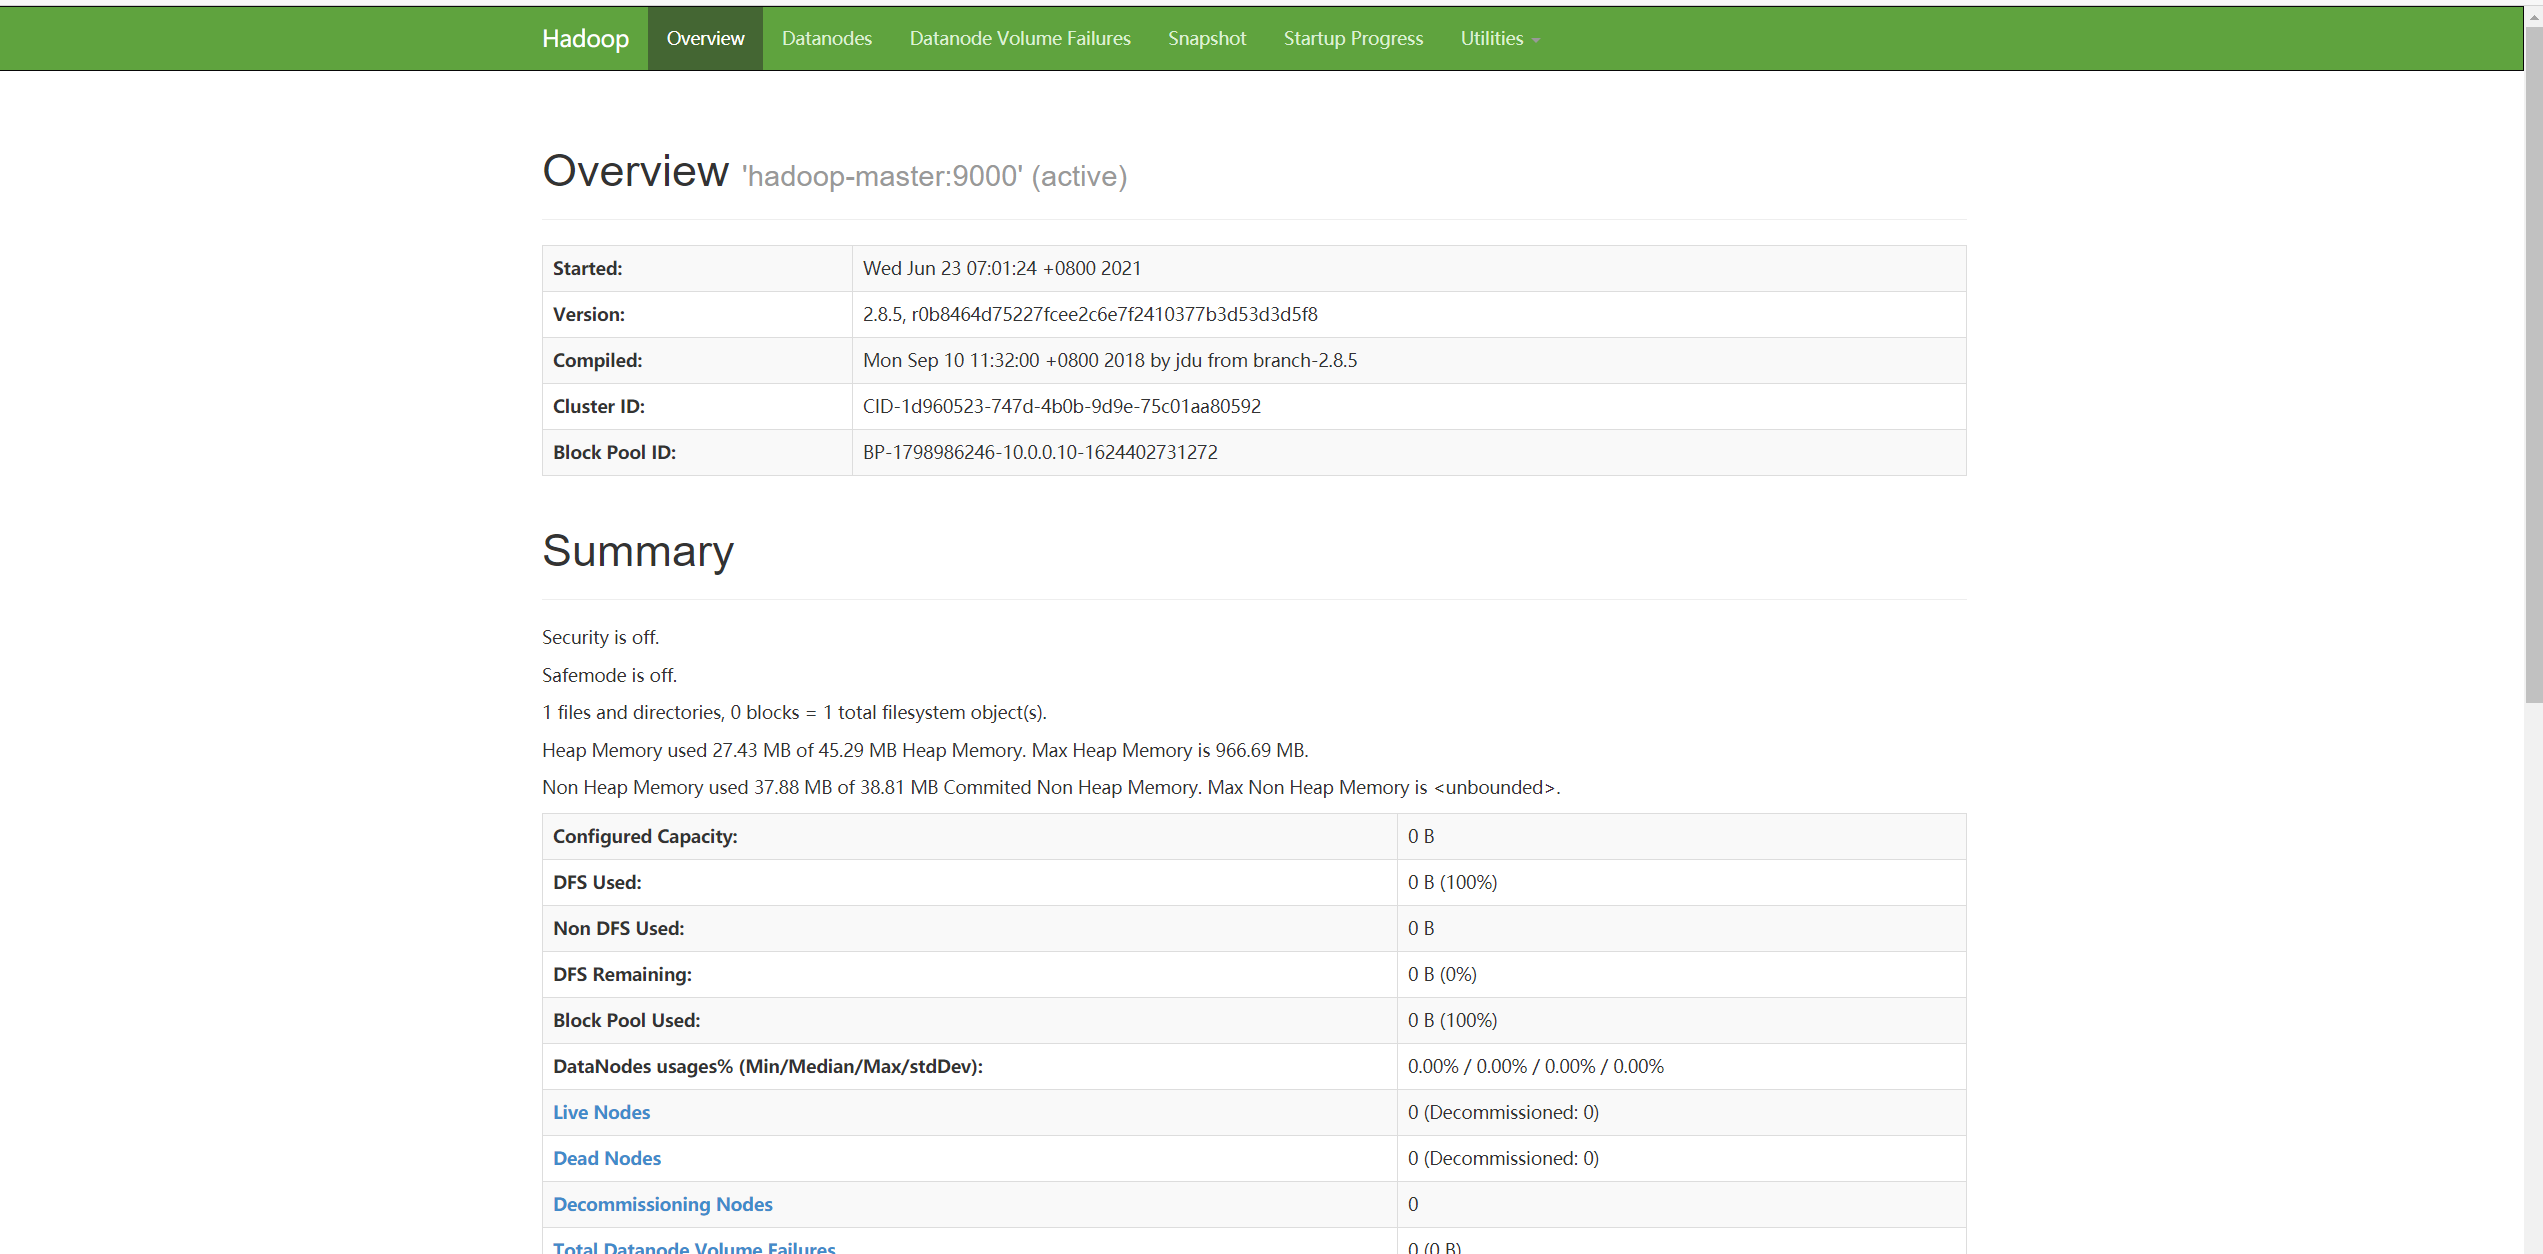 Hadoop Overview Datanodes Datanode Volume Failures Snapshot Startup Progress Utilities
Overview 'hadoop-master:9000' (active)
Started: Wed Jun 23 07:01:24 +0800 2021
Version: 2.8.5, r0b8464d75227fcee2c6e7f2410377b3d53d3d5f8
Compiled: Mon Sep 10 11:32:00 +0800 2018 by jdu from branch-2.8.5
Cluster ID: CID-1d960523-747d-4b0b-9d9e-75c01aa80592
Block Pool ID: BP-1798986246-10.0.0.10-1624402731272
Summary
Security is off.
Safemode is off.
1 files and directories, 0 blocks = 1 total filesystem object(s).
Heap Memory used 27.43 MB of 45.29 MB Heap Memory. Max Heap Memory is 966.69 MB.
Non Heap Memory used 37.88 MB of 38.81 MB Commited Non Heap Memory. Max Non Heap Memory is <unbounded>.
Configured Capacity: 0 B
DFS Used: 0 B (100%)
Non DFS Used: 0 B
DFS Remaining: 0 B (0%)
Block Pool Used: 0 B (100%)
DataNodes usages% (Min/Median/Max/stdDev): 0.00% / 0.00% / 0.00% / 0.00%
Live Nodes 0 (Decommissioned: 0)
Dead Nodes 0 (Decommissioned: 0)
Decommissioning Nodes 0
Total Datanode Volume Failures 0 (0 B)